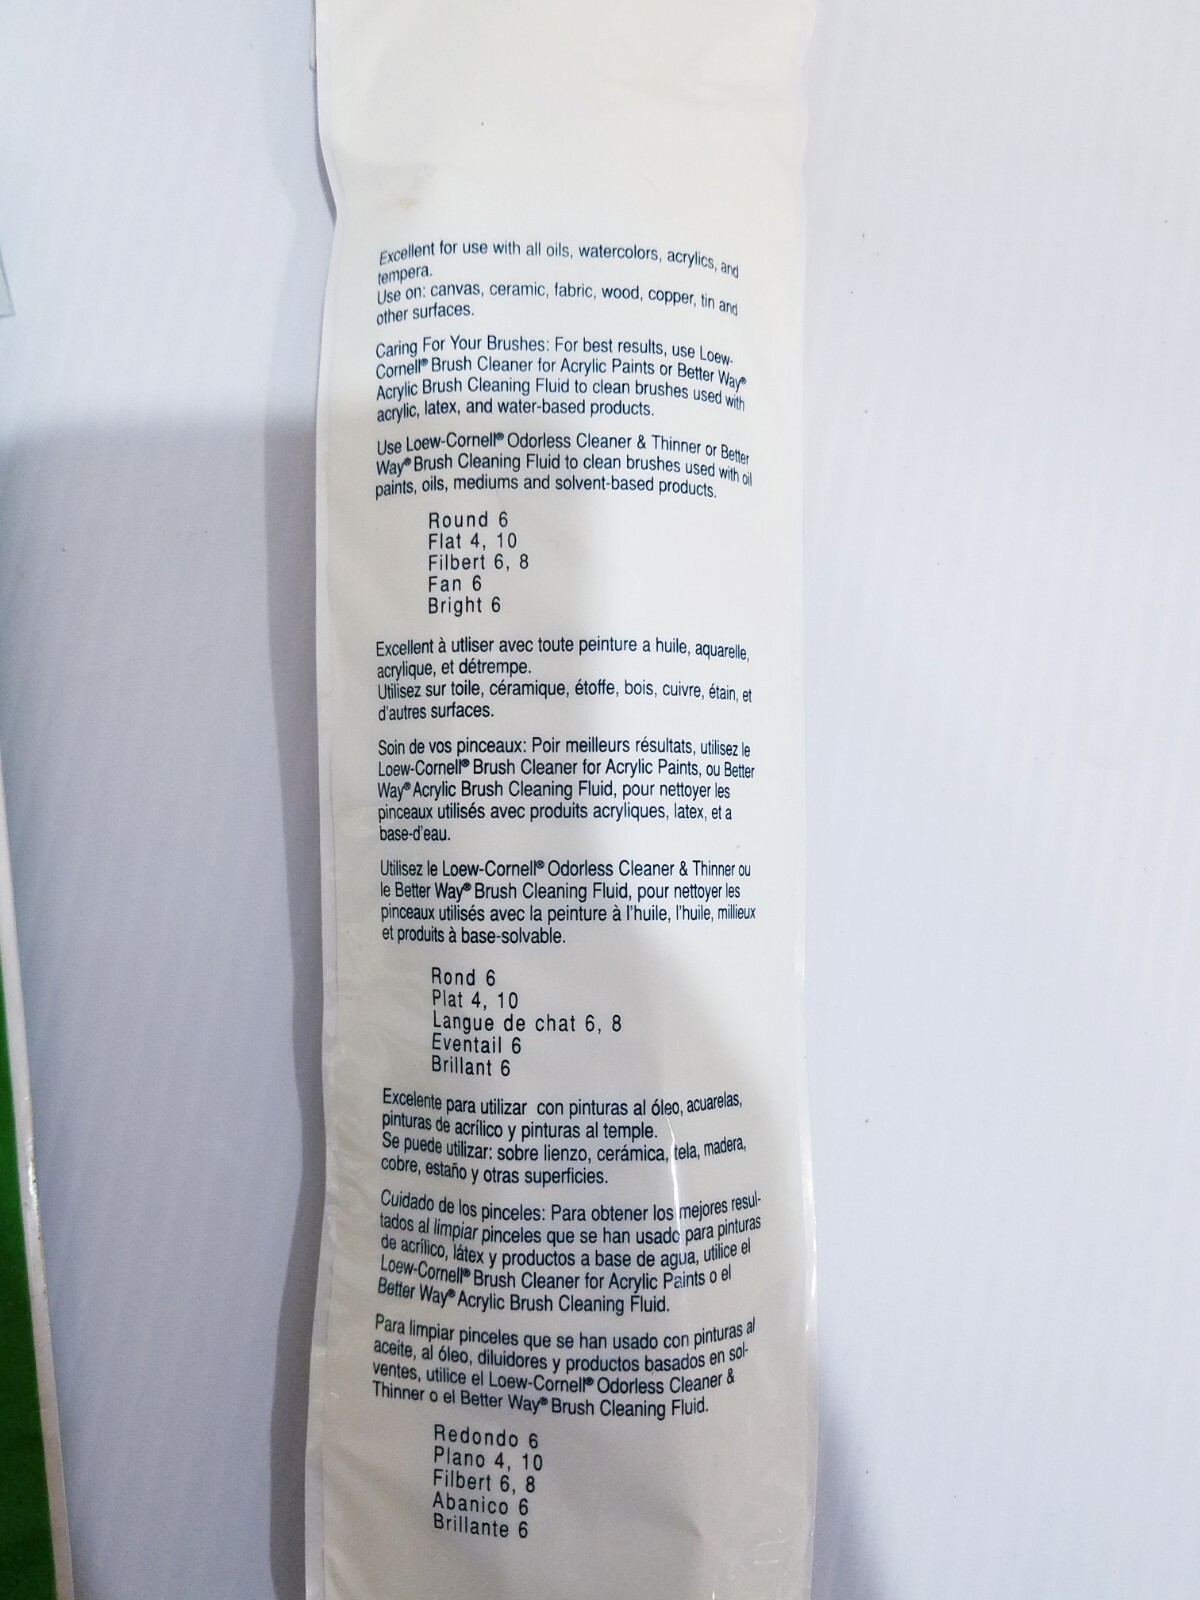 Excellent for use with all oils, watercolors, acrylics, and
tempera.
Use on: canvas, ceramic, fabric, wood, copper, tin and
other surfaces.
Caring For Your Brushes: For best results, use Loew-
Cornell® Brush Cleaner for Acrylic Paints or Better Way®
Acrylic Brush Cleaning Fluid to clean brushes used with
acrylic, latex, and water-based products.
Use Loew-Cornell® Odorless Cleaner & Thinner or Better
Way® Brush Cleaning Fluid to clean brushes used with oil
paints, oils, mediums and solvent-based products.
Round 6
Flat 4, 10
Filbert 6, 8
Fan 6
Bright 6
Excellent à utliser avec toute peinture a huile, aquarelle,
acrylique, et détrempe.
Utilisez sur toile, céramique, étoffe, bois, cuivre, étain, et
d'autres surfaces.
Soin de vos pinceaux: Poir meilleurs résultats, utilisez le
Loew-Cornell® Brush Cleaner for Acrylic Paints, ou Better
Way® Acrylic Brush Cleaning Fluid, pour nettoyer les
pinceaux utilisés avec produits acryliques, latex, et a
base-d'eau.
Utilisez le Loew-Cornell® Odorless Cleaner & Thinner ou
le Better Way® Brush Cleaning Fluid, pour nettoyer les
pinceaux utilisés avec la peinture à l'huile, l'huile, millieux
et produits à base-solvable.
Rond 6
Plat 4, 10
Langue de chat 6, 8
Eventail 6
Brillant 6
Excelente para utilizar con pinturas al óleo, acuarelas,
pinturas de acrílico y pinturas al temple.
Se puede utilizar: sobre lienzo, cerámica, tela, madera,
cobre, estaño y otras superficies.
Cuidado de los pinceles: Para obtener los mejores resul-
tados al limpiar pinceles que se han usado para pinturas
de acrílico, látex y productos a base de agua, utilice el
Loew-Cornell® Brush Cleaner for Acrylic Paints o el
Better Way® Acrylic Brush Cleaning Fluid.
Para limpiar pinceles que se han usado con pinturas al
aceite, al óleo, diluidores y productos basados en sol-
ventes, utilice el Loew-Cornell® Odorless Cleaner &
Thinner o el Better Way® Brush Cleaning Fluid.
Redondo 6
Plano 4, 10
Filbert 6, 8
Abanico 6
Brillante 6